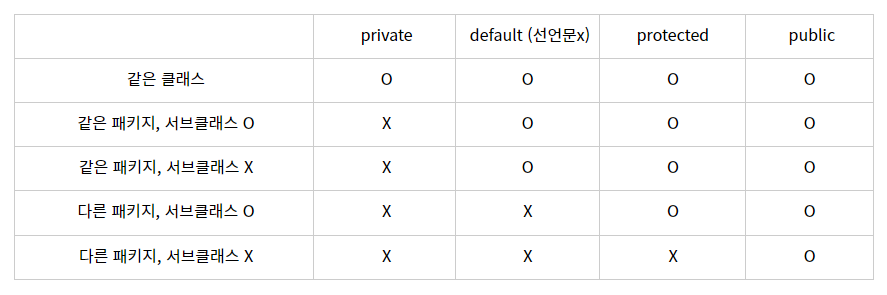 private default (선언문x) protected public
같은 클래스 O O O O
같은 패키지, 서브클래스 O X O O O
같은 패키지, 서브클래스 X X O O O
다른 패키지, 서브클래스 O X X O O
다른 패키지, 서브클래스 X X X X O